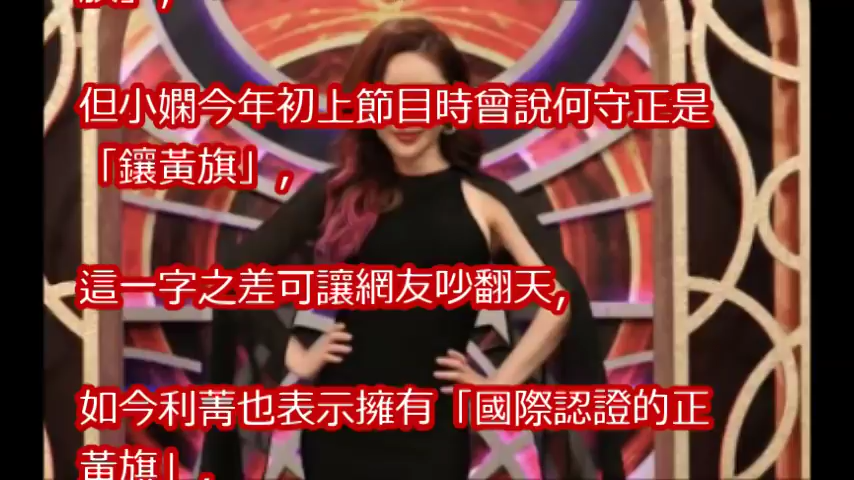 但小嫻今年初上節目時曾說何守正是
「鑲黃旗」,
這一字之差可讓網友吵翻天,
如今利菁也表示擁有「國際認證的正
黃旗」,